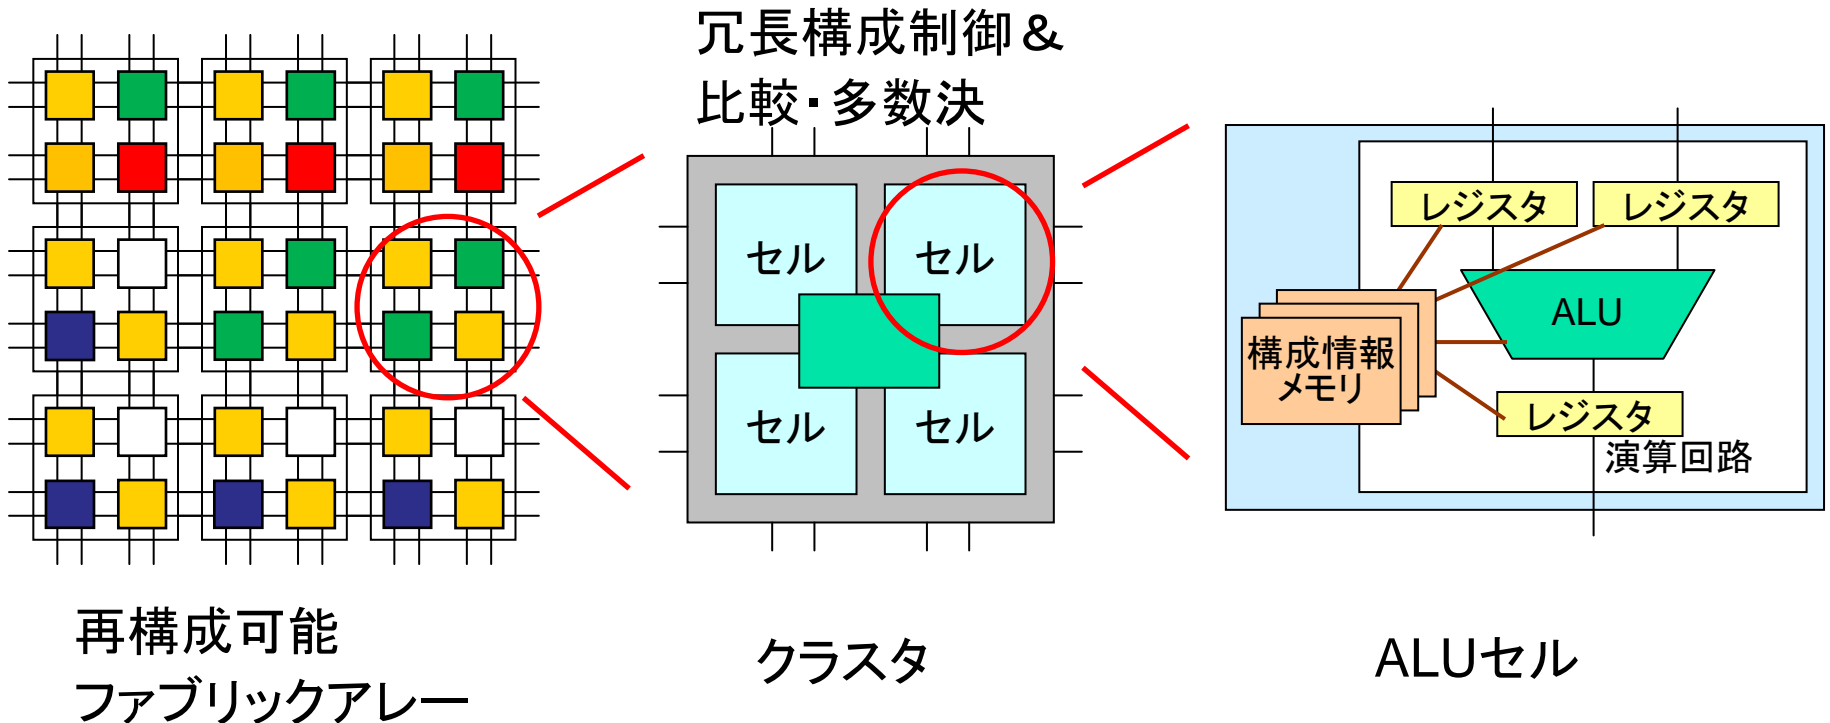 冗長構成制御&
比較・多数決
セル
セル
セル
セル
レジスタ
レジスタ
ALU
構成情報
メモリ
レジスタ
演算回路
再構成可能
ファブリックアレー
クラスタ
ALUセル